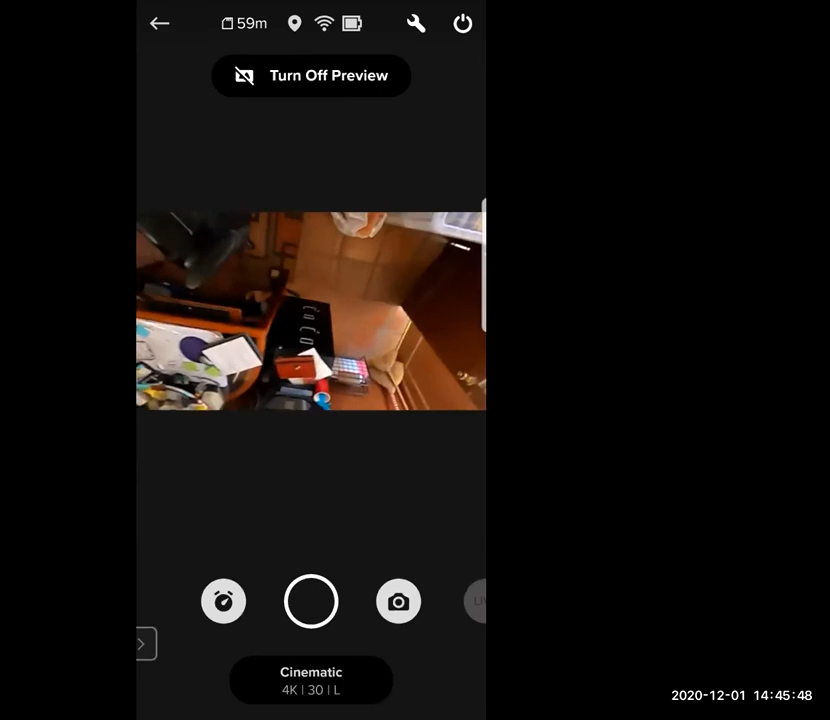 59m
Turn Off Preview
Cinematic
4K | 30 | L
2020-12-01 14:45:48